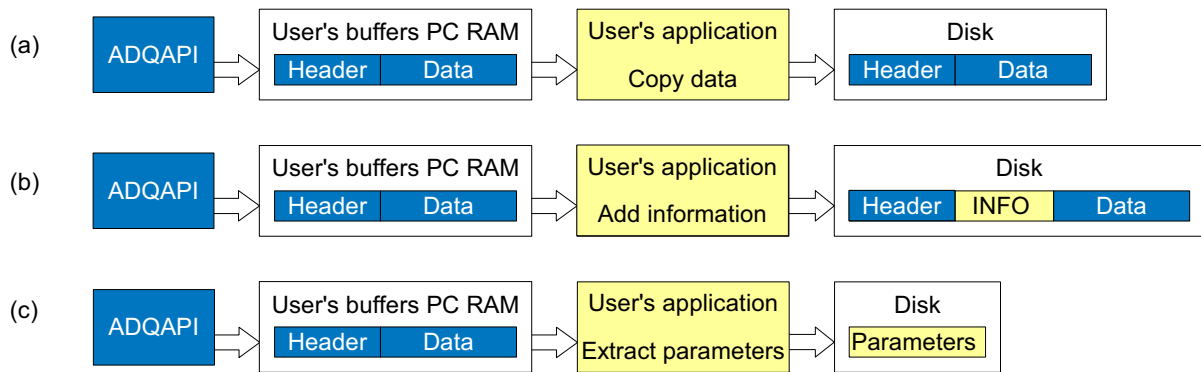 (a)
ADQAPI
User's buffers PC RAM
Header Data
User's application
Copy data
Disk
Header Data
(b)
ADQAPI
User's buffers PC RAM
Header Data
User's application
Add information
Disk
Header INFO Data
(c)
ADQAPI
User's buffers PC RAM
Header Data
User's application
Extract parameters
Disk
Parameters